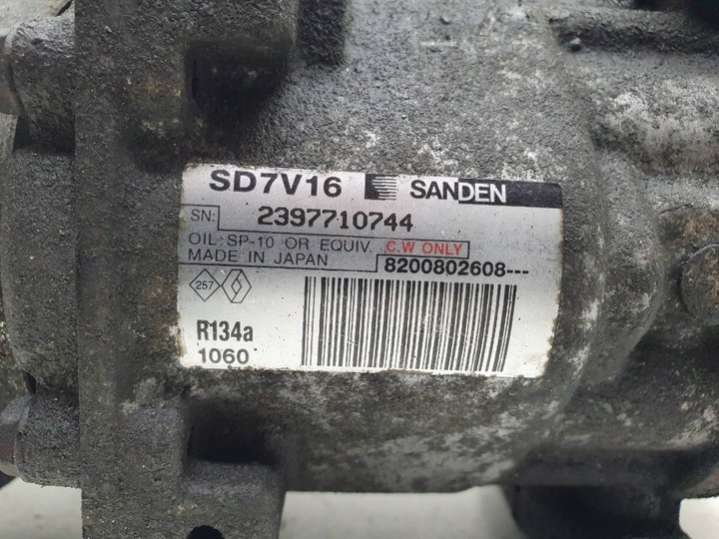 SD7V16 SANDEN
SN: 2397710744
OIL: SP-10 OR EQUIV. C.W ONLY
MADE IN JAPAN 8200802608---
257
R134a
1060